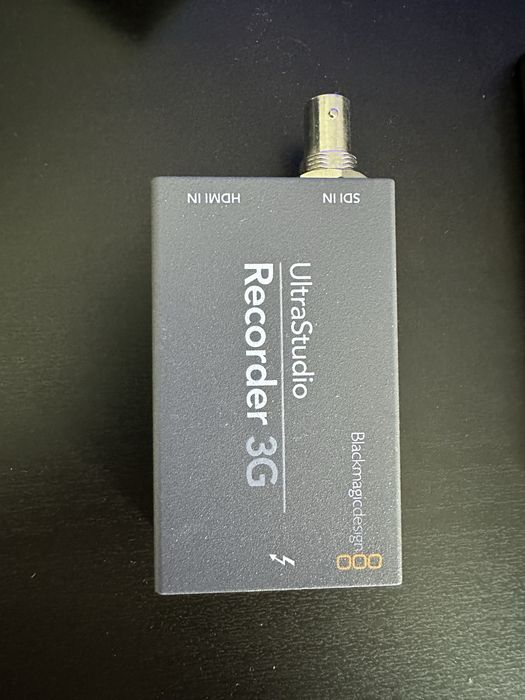 HDMI IN
SDI IN
UltraStudio
Recorder 3G
Blackmagicdesign